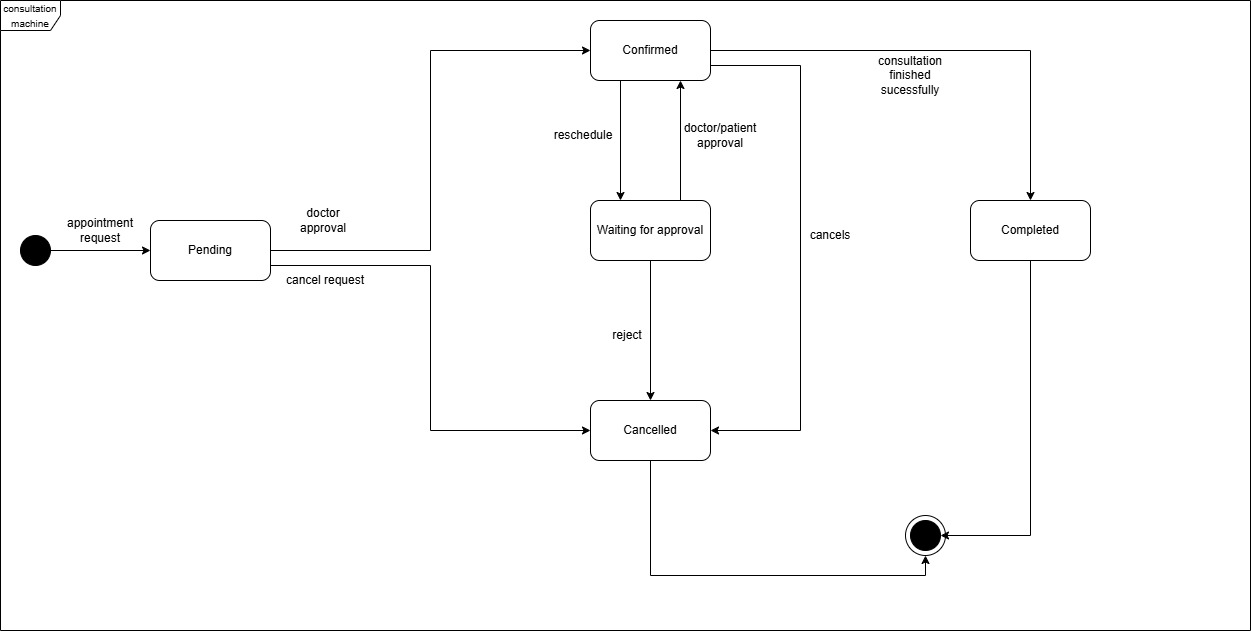 consultation
machine
Confirmed
consultation
finished
sucessfully
reschedule
doctor/patient
approval
appointment
request
doctor
approval
Pending
Waiting for approval
cancels
Completed
cancel request
reject
Cancelled